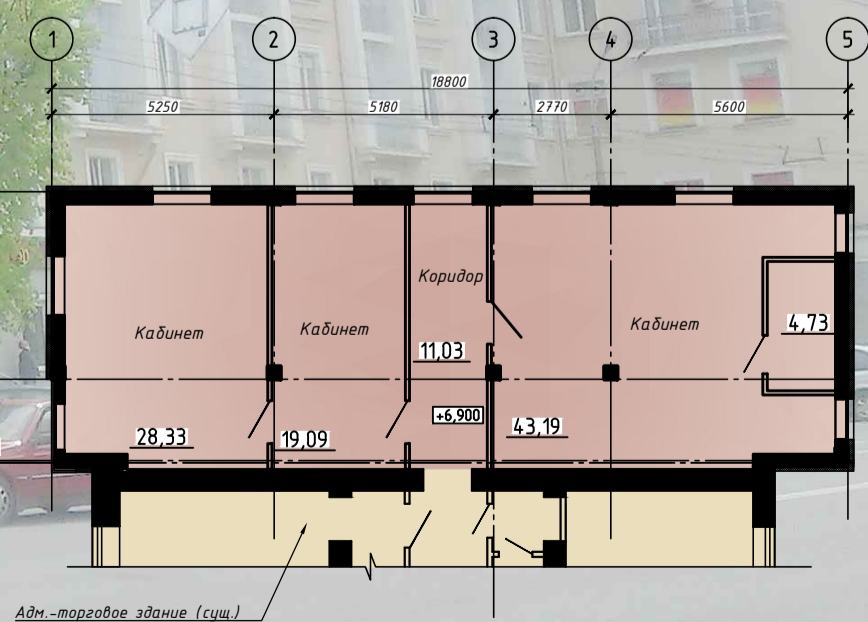 1 2 3 4 5
18800
5250 5180 2770 5600
Коридор
Кабинет Кабинет Кабинет 4,73
11,03
+6,900
28,33 19,09 43,19
Адм.-торговое здание (сущ.)